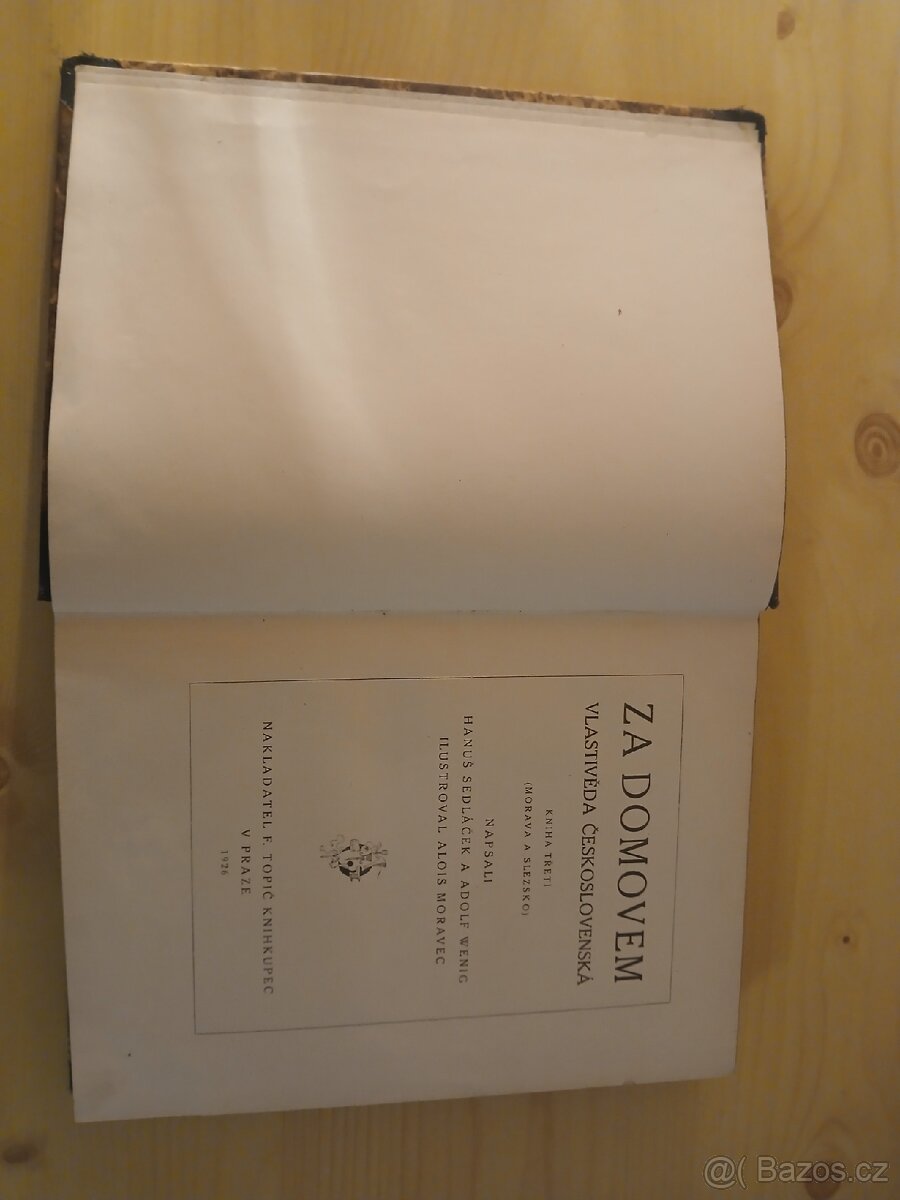 ZA DOMOVEM
VLASTIVĚDA ČESKOSLOVENSKÁ
KNIHA TŘETÍ
(MORAVA A SLEZSKO)
NAPSALI
HANUŠ SEDLÁČEK A ADOLF WENIG
ILUSTROVAL ALOIS MORAVEC
NAKLADATEL F. TOPIČ KNIHKUPEC
V PRAZE
1926
@( Bazos.cz